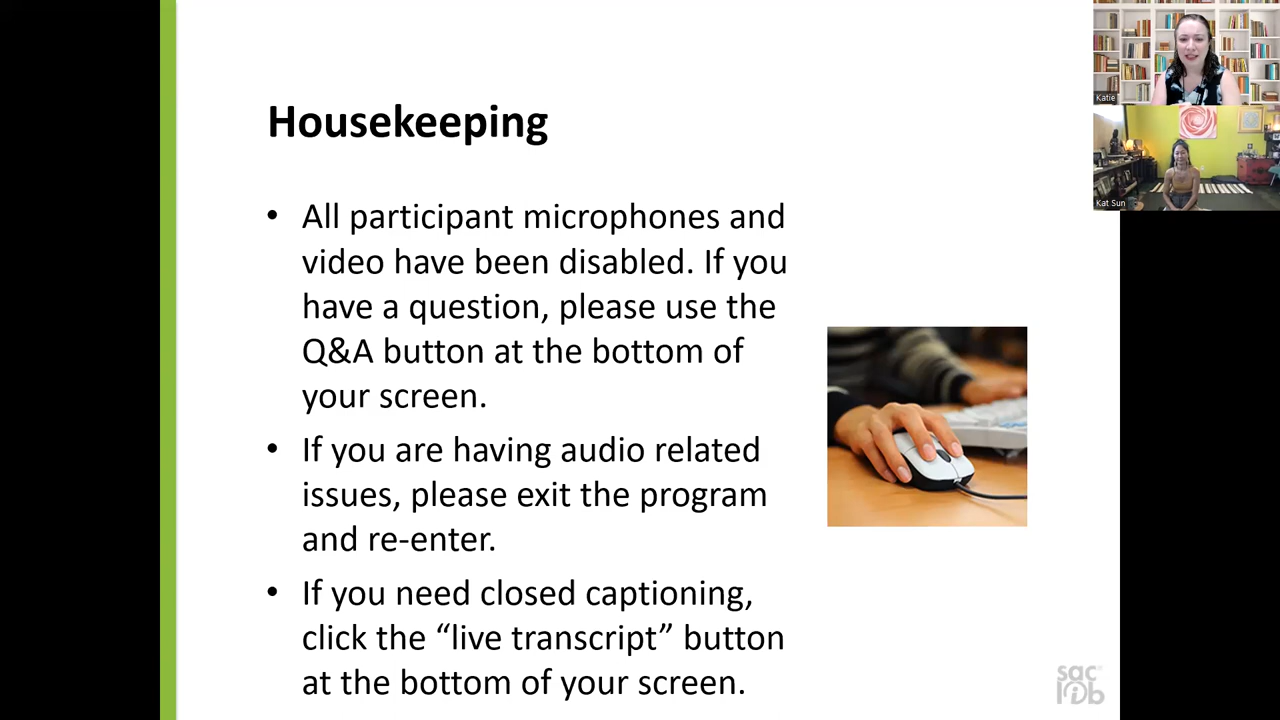 Housekeeping
• All participant microphones and
video have been disabled. If you
have a question, please use the
Q&A button at the bottom of
your screen.
• If you are having audio related
issues, please exit the program
and re-enter.
• If you need closed captioning,
click the “live transcript” button
at the bottom of your screen.
Katie
Kat Sun
sac
lib